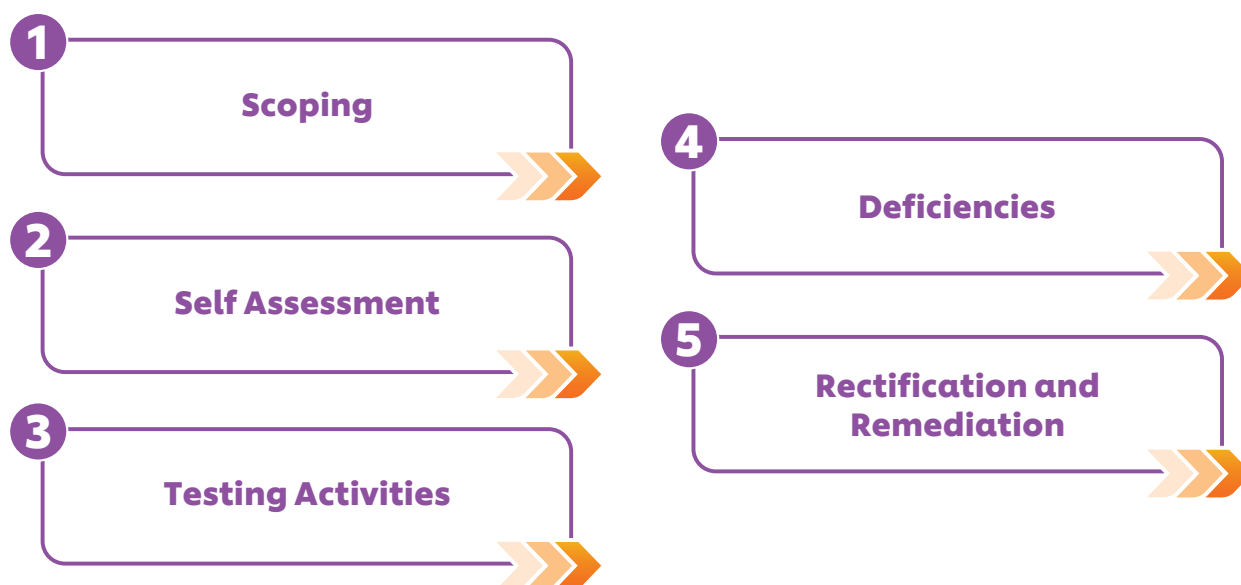 1
Scoping
2
Self Assessment
3
Testing Activities
4
Deficiencies
5
Rectification and
Remediation